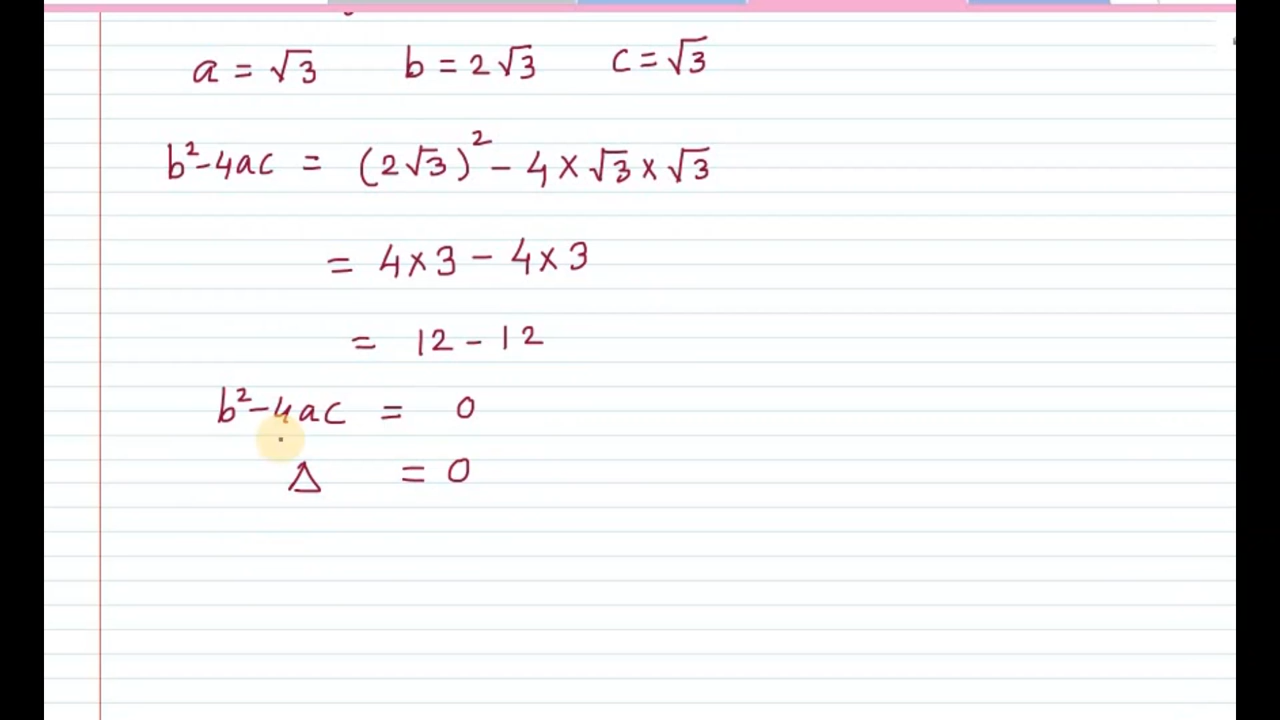 a = √3 b = 2√3 c = √3
b²-4ac = (2√3)² - 4 × √3 × √3
= 4×3 - 4×3
= 12 - 12
b²-4ac = 0
Δ = 0